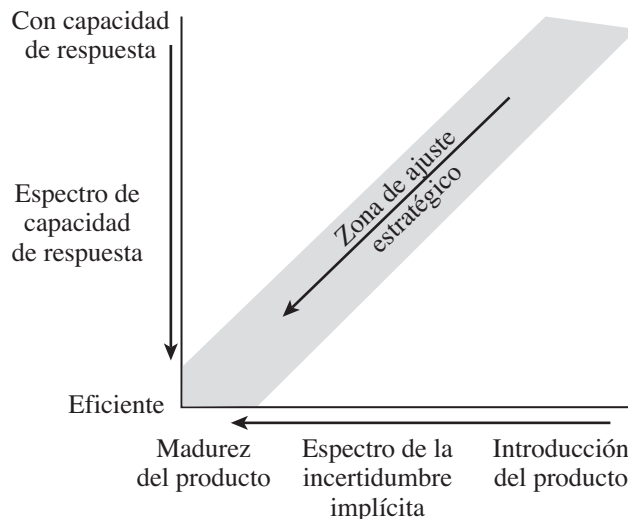 Con capacidad
de respuesta
Zona de ajuste
estratégico
Espectro de
capacidad
de respuesta
Eficiente
Madurez
del producto
Espectro de la
incertidumbre
implícita
Introducción
del producto